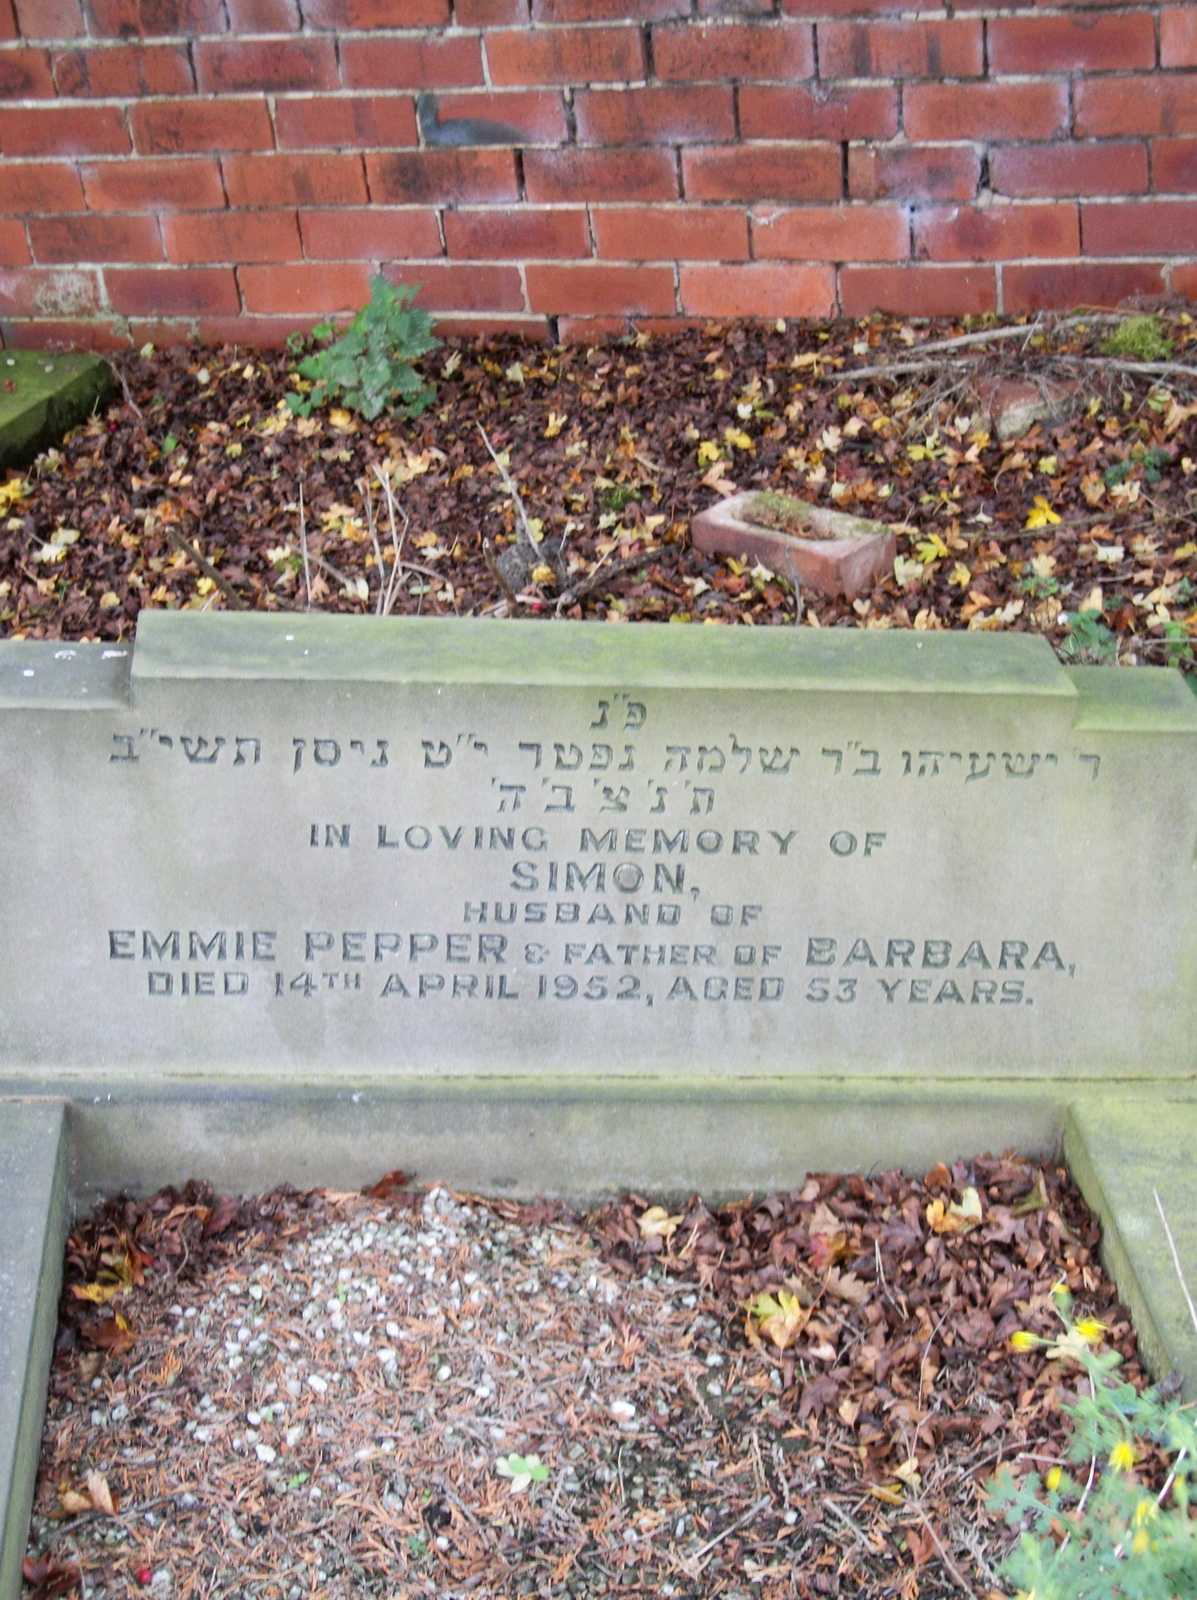 פ״נ
ר׳ ישעיהו ב״ר שלמה נפטר י״ט ניסן תשי״ב
ת׳ נ׳ צ׳ ב׳ ה׳
IN LOVING MEMORY OF
SIMON,
HUSBAND OF
EMMIE PEPPER & FATHER OF BARBARA,
DIED 14TH APRIL 1952, AGED 53 YEARS.